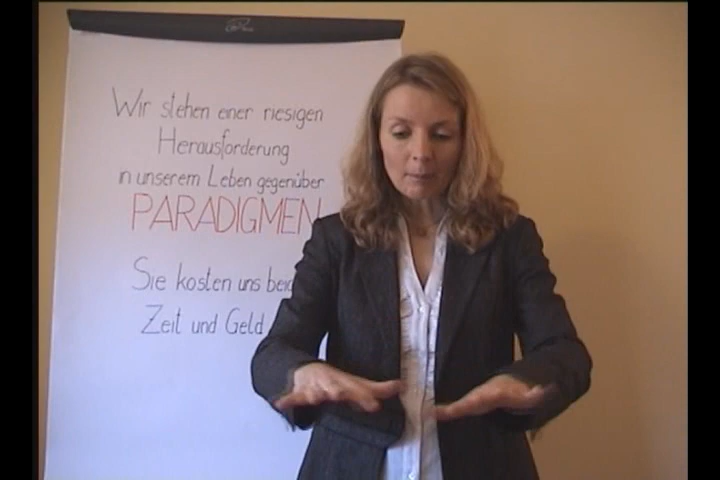 Wir stehen einer riesigen
Herausforderung
in unserem Leben gegenüber
PARADIGMEN
Sie kosten uns
Zeit und Geld